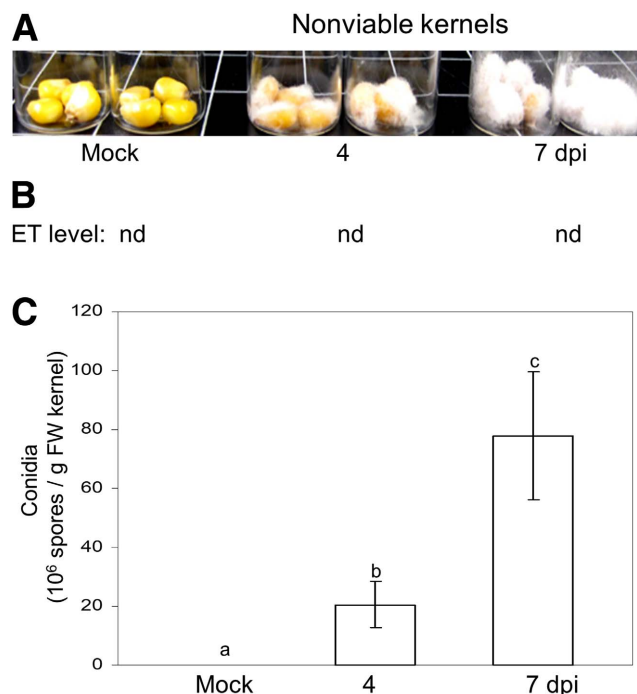 A
Nonviable kernels
Mock 4 7 dpi
B
ET level: nd nd nd
C
Conidia
(10⁶ spores / g FW kernel)
120
100
80
60
40
20
0
a
b
c
Mock 4 7 dpi